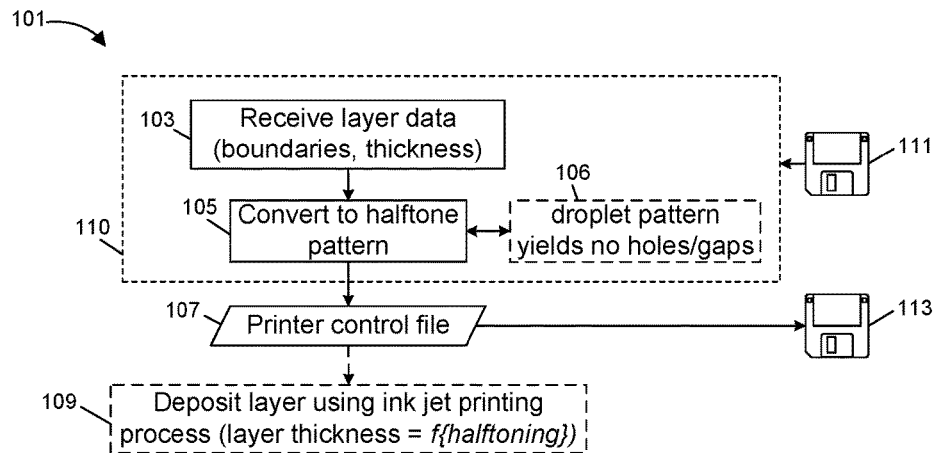 101
103
Receive layer data
(boundaries, thickness)
111
106
105
Convert to halftone
pattern
droplet pattern
yields no holes/gaps
110
107
Printer control file
113
109
Deposit layer using ink jet printing
process (layer thickness = f{halftoning})